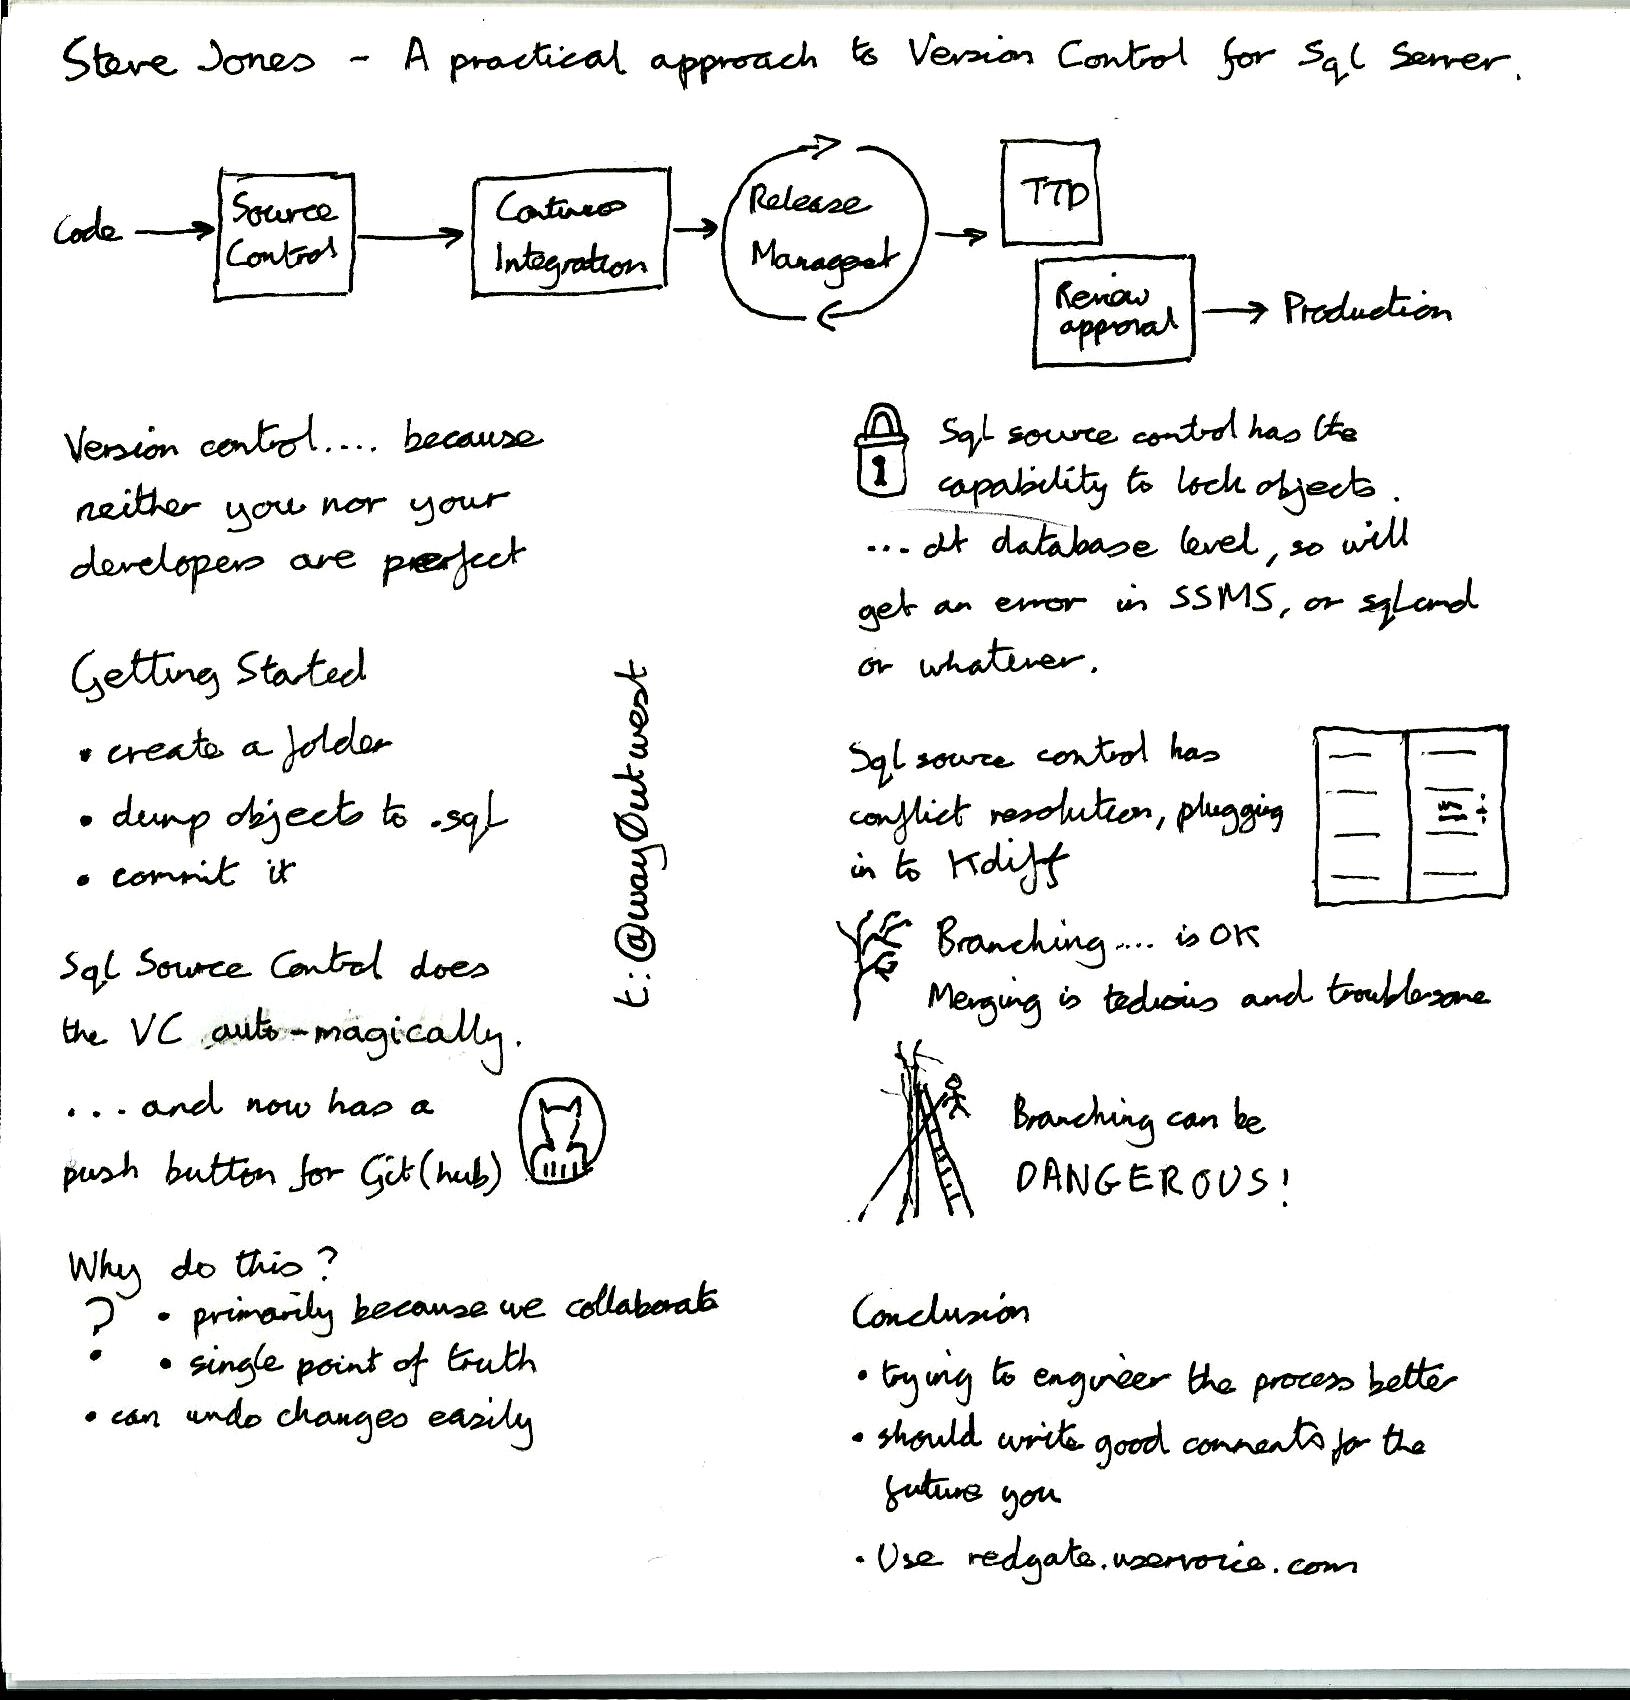 Steve Jones - A practical approach to Version Control for Sql Server.
Code
Source
Control
Continuos
Integration
Release
Managemt
TTD
Review
approval
Production
Version control.... because
neither you nor your
developers are perfect
Getting Started
• create a folder
• dump objects to .sql
• commit it
Sql Source Control does
the VC auto-magically.
....and now has a
push button for Git(hub)
Why do this?
? • primarily because we collaborate
• single point of truth
• can undo changes easily
t:@way0utwest
Sql source control has the
capability to lock objects.
... at database level, so will
get an error in SSMS, or sqlcmd
or whatever.
Sql source control has
conflict resolution, plugging
in to Kdiff
Branching.... is OK
Merging is tedious and troublesome
Branching can be
DANGEROUS!
Conclusion
• trying to engineer the process better
• should write good comments for the
future you
• Use redgate.uservoice.com